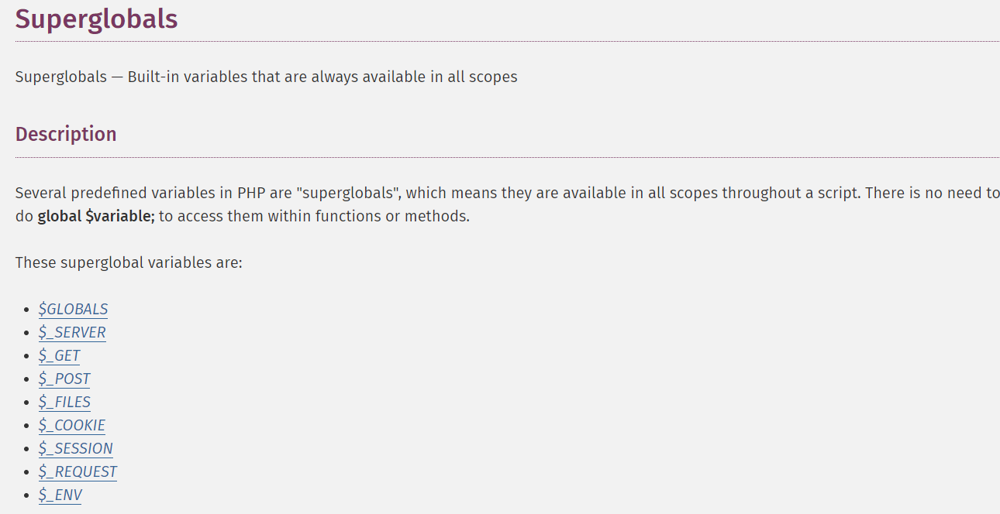 Superglobals
Superglobals — Built-in variables that are always available in all scopes
Description
Several predefined variables in PHP are "superglobals", which means they are available in all scopes throughout a script. There is no need to
do global $variable; to access them within functions or methods.
These superglobal variables are:
• $GLOBALS
• $_SERVER
• $_GET
• $_POST
• $_FILES
• $_COOKIE
• $_SESSION
• $_REQUEST
• $_ENV